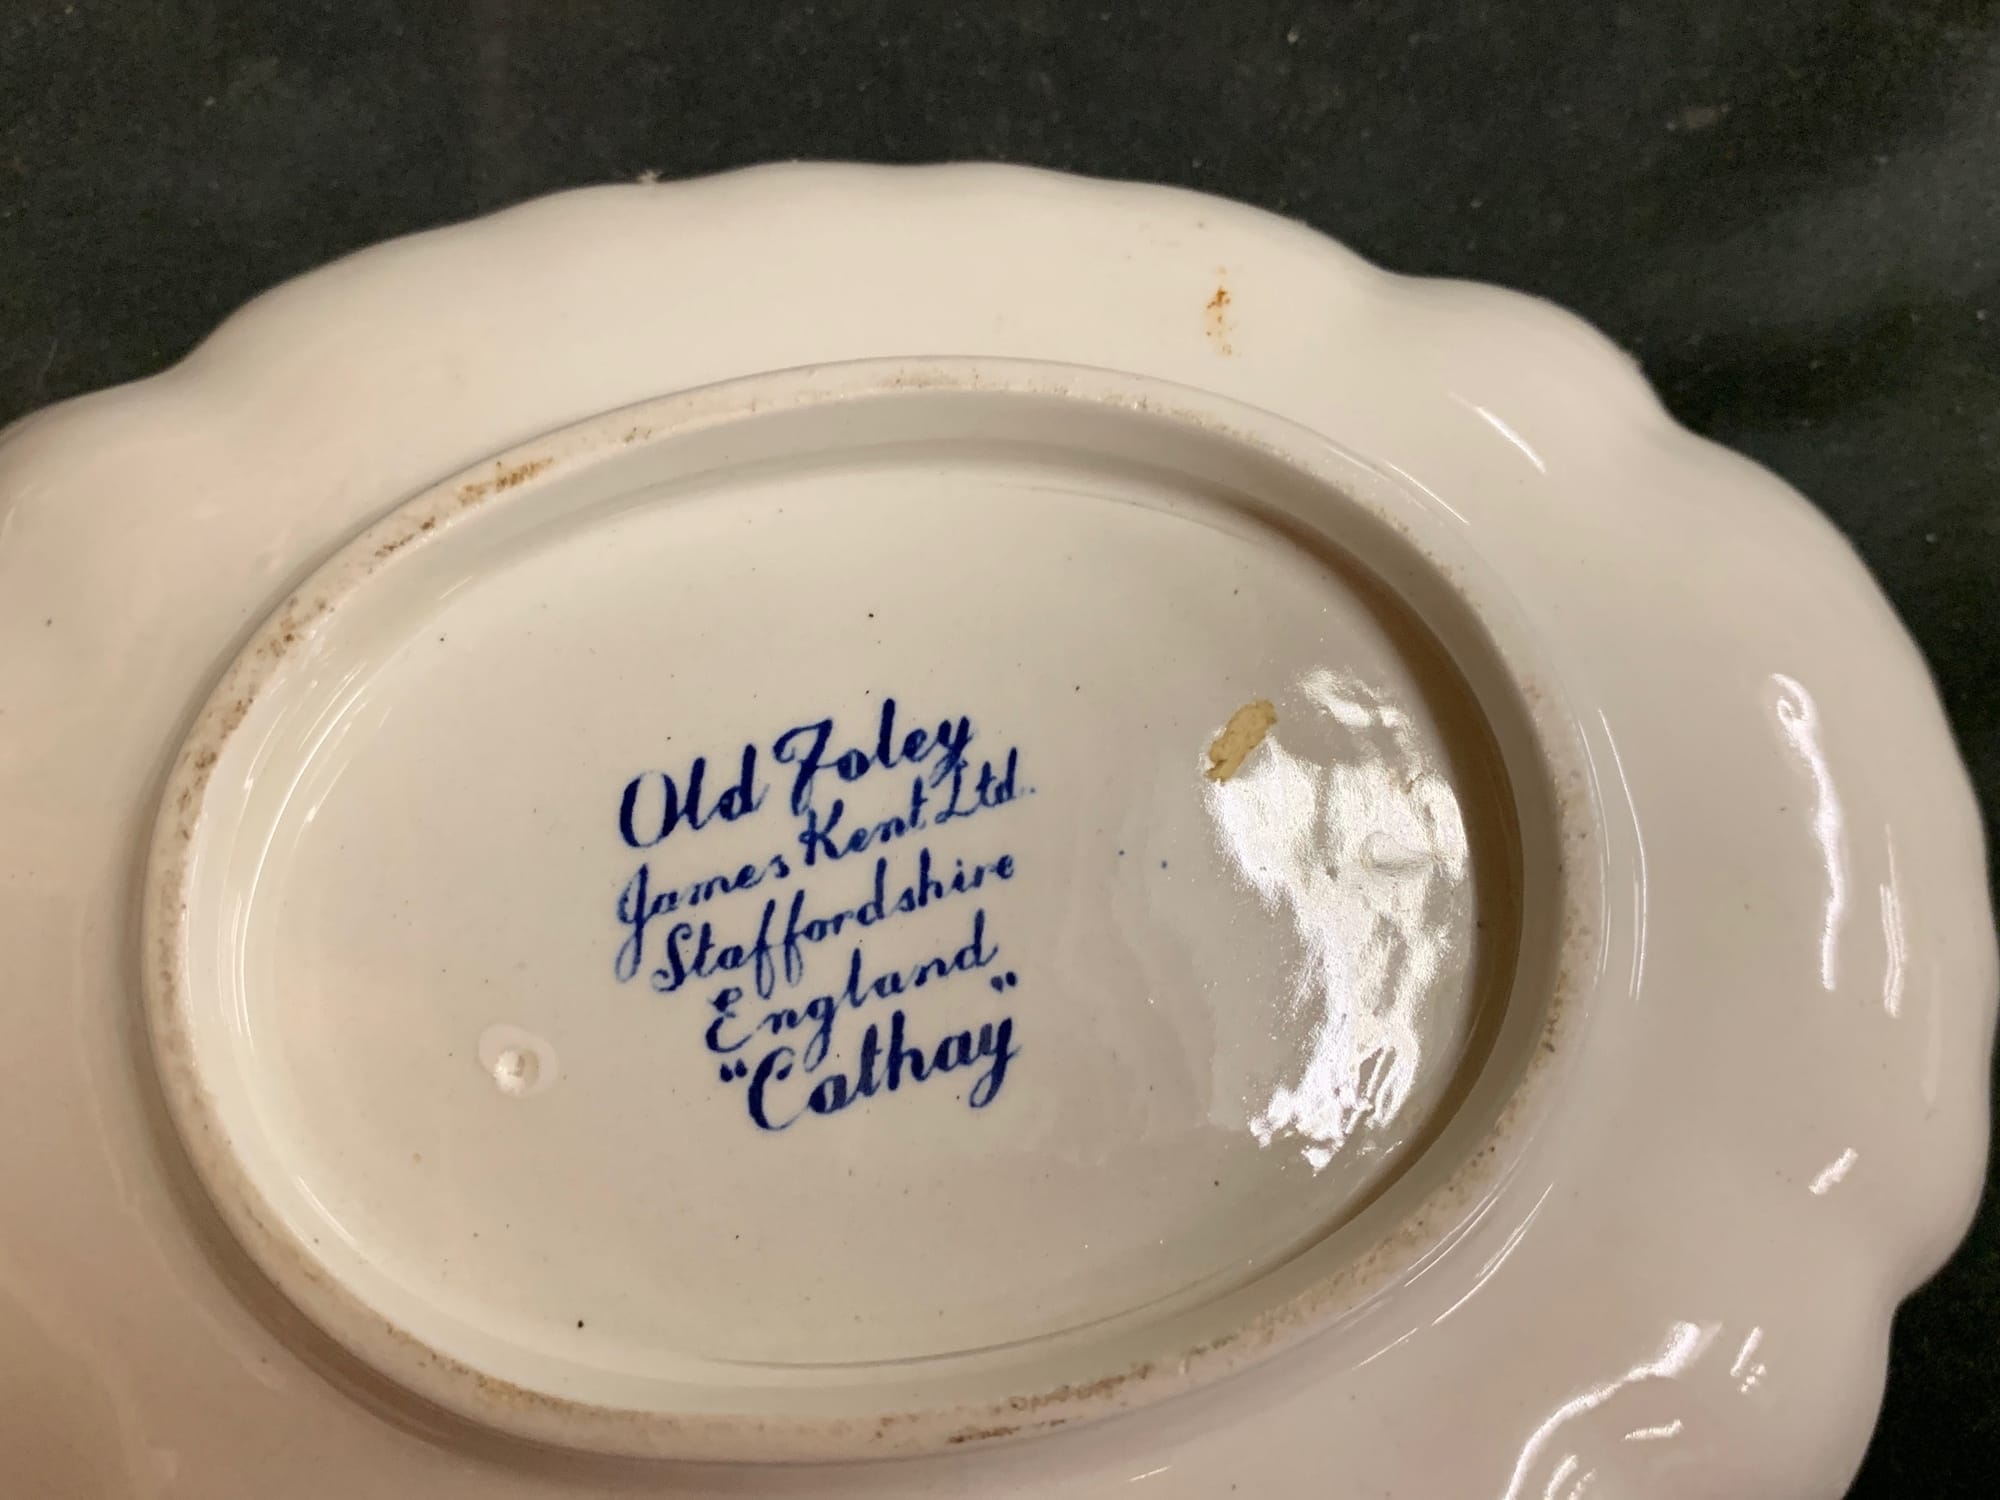 Old Foley
James Kent Ltd.
Staffordshire
England
"Cathay"